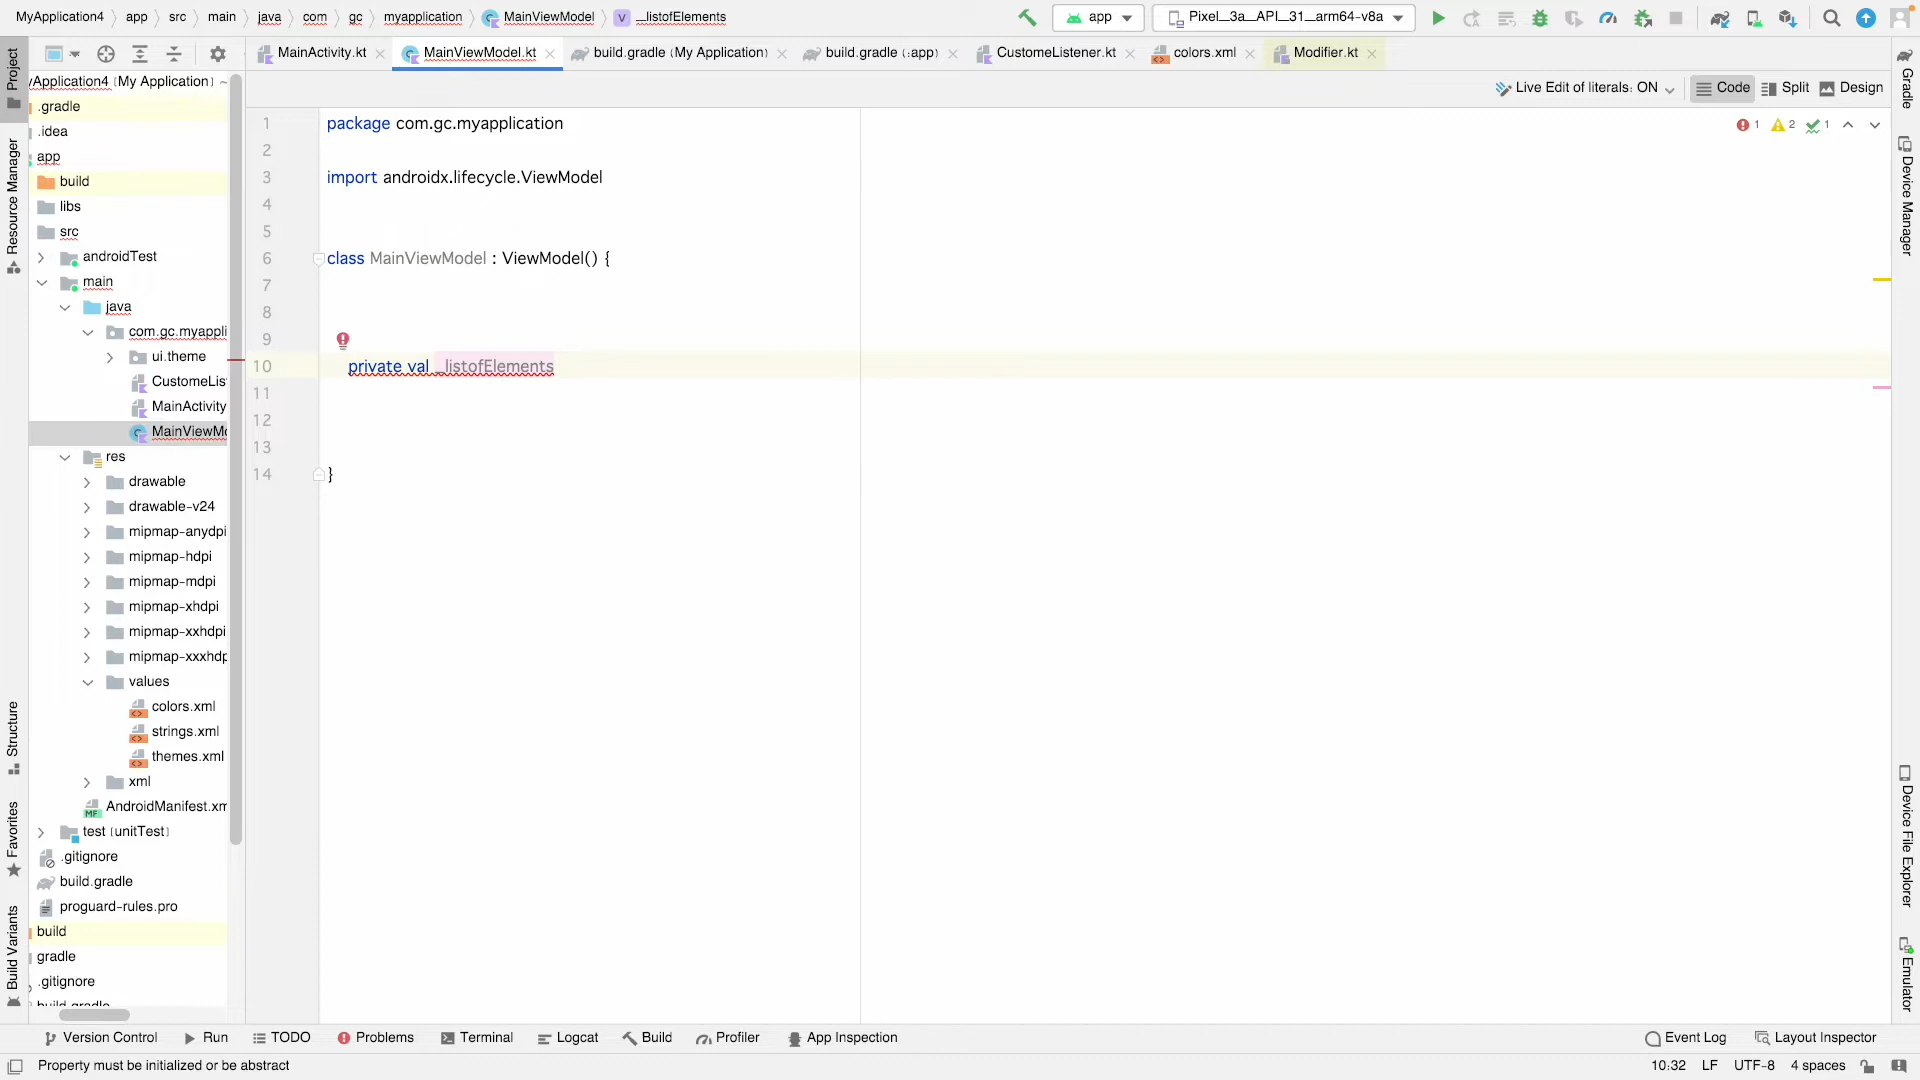 MyApplication4 app src main java com gc myapplication MainViewModel _listofElements app Pixel_3a_API_31_arm64-v8a
MainActivity.kt MainViewModel.kt build.gradle (My Application) build.gradle (:app) CustomeListener.kt colors.xml Modifier.kt
Live Edit of literals: ON Code Split Design
Project
Resource Manager
Structure
Favorites
Build Variants
yApplication4 [My Application] ~
.gradle
.idea
app
build
libs
src
androidTest
main
java
com.gc.myappli
ui.theme
CustomeLis
MainActivity
MainViewMo
res
drawable
drawable-v24
mipmap-anydpi
mipmap-hdpi
mipmap-mdpi
mipmap-xhdpi
mipmap-xxhdpi
mipmap-xxxhdp
values
colors.xml
strings.xml
themes.xml
xml
AndroidManifest.xm
test [unitTest]
.gitignore
build.gradle
proguard-rules.pro
build
gradle
.gitignore
build.gradle
1 package com.gc.myapplication
2
3 import androidx.lifecycle.ViewModel
4
5
6 class MainViewModel : ViewModel() {
7
8
9
10 private val _listofElements
11
12
13
14 }
1 2 1
Gradle
Device Manager
Device File Explorer
Emulator
Version Control Run TODO Problems Terminal Logcat Build Profiler App Inspection Event Log Layout Inspector
Property must be initialized or be abstract 10:32 LF UTF-8 4 spaces